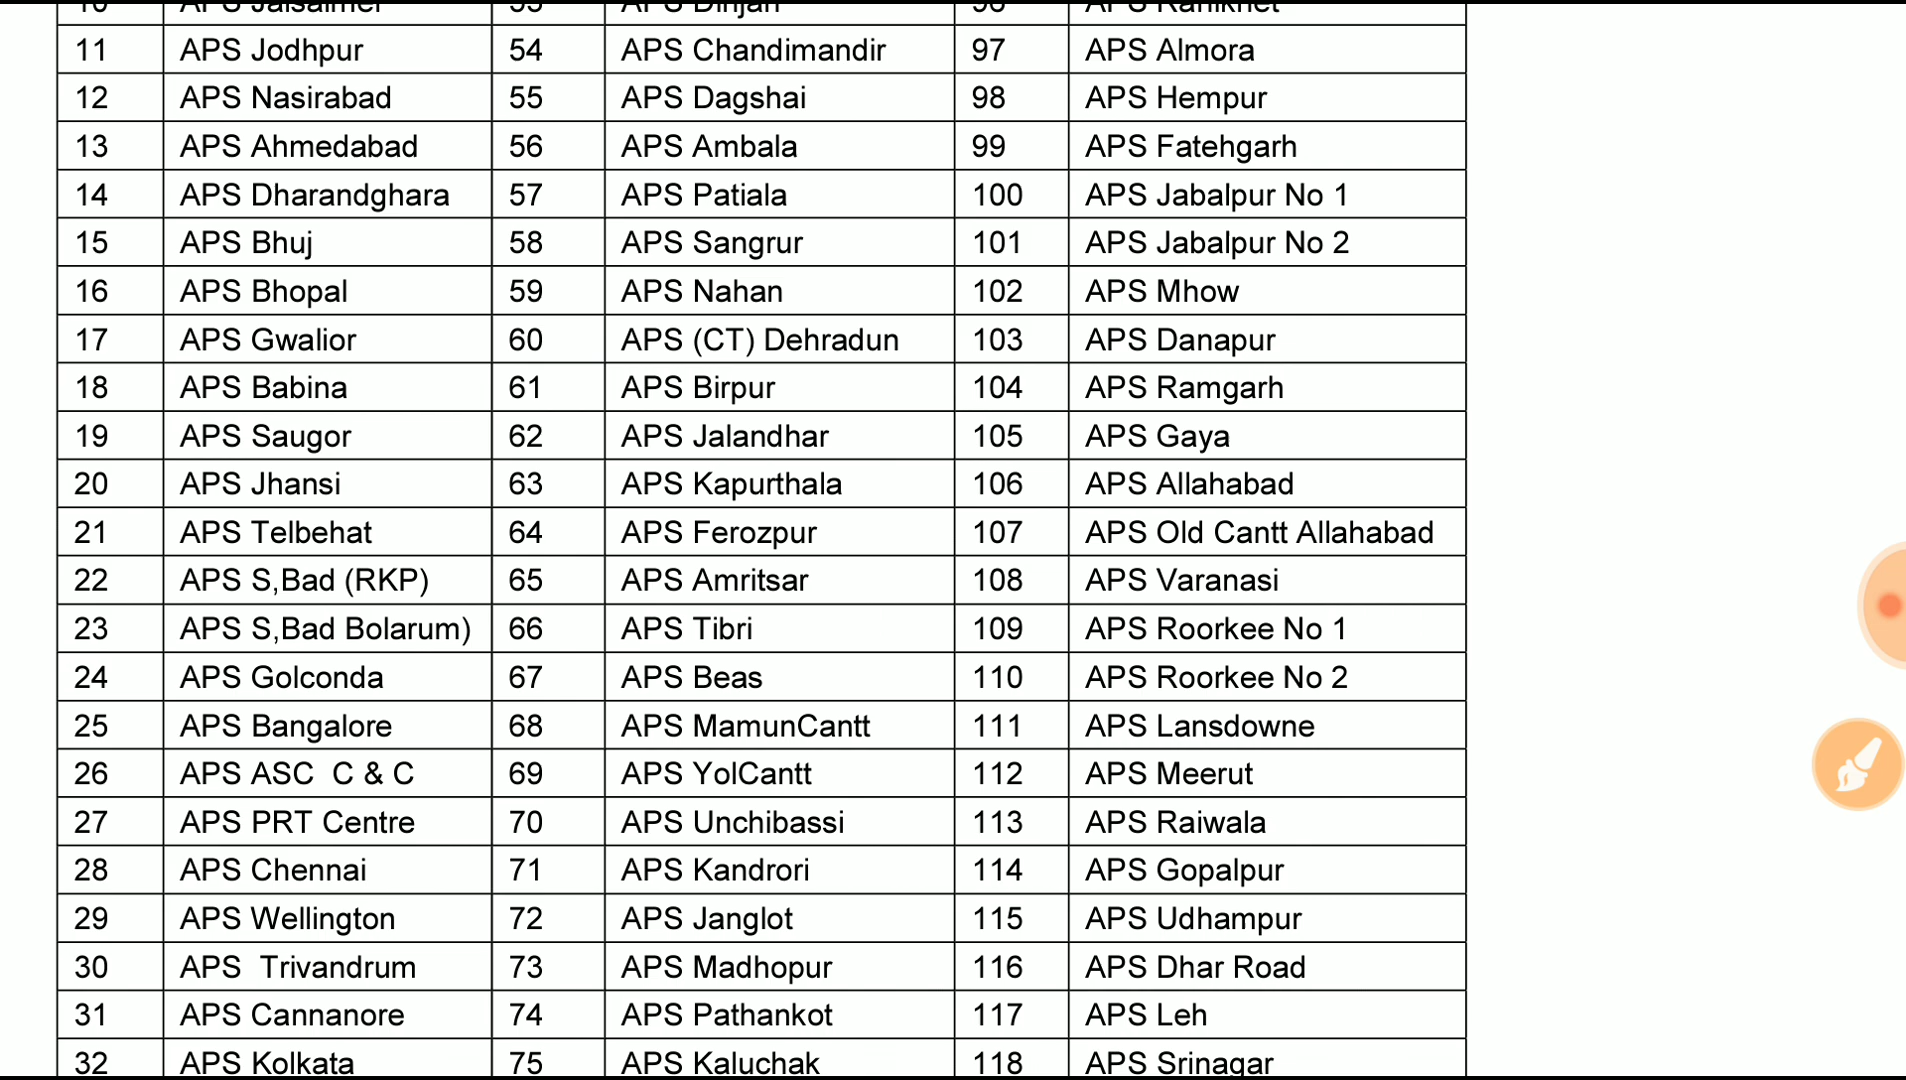 10 APS Jaisalmer 53 APS Dinjan 96 APS Ranikhet
11 APS Jodhpur 54 APS Chandimandir 97 APS Almora
12 APS Nasirabad 55 APS Dagshai 98 APS Hempur
13 APS Ahmedabad 56 APS Ambala 99 APS Fatehgarh
14 APS Dharandghara 57 APS Patiala 100 APS Jabalpur No 1
15 APS Bhuj 58 APS Sangrur 101 APS Jabalpur No 2
16 APS Bhopal 59 APS Nahan 102 APS Mhow
17 APS Gwalior 60 APS (CT) Dehradun 103 APS Danapur
18 APS Babina 61 APS Birpur 104 APS Ramgarh
19 APS Saugor 62 APS Jalandhar 105 APS Gaya
20 APS Jhansi 63 APS Kapurthala 106 APS Allahabad
21 APS Telbehat 64 APS Ferozpur 107 APS Old Cantt Allahabad
22 APS S,Bad (RKP) 65 APS Amritsar 108 APS Varanasi
23 APS S,Bad Bolarum) 66 APS Tibri 109 APS Roorkee No 1
24 APS Golconda 67 APS Beas 110 APS Roorkee No 2
25 APS Bangalore 68 APS MamunCantt 111 APS Lansdowne
26 APS ASC C & C 69 APS YolCantt 112 APS Meerut
27 APS PRT Centre 70 APS Unchibassi 113 APS Raiwala
28 APS Chennai 71 APS Kandrori 114 APS Gopalpur
29 APS Wellington 72 APS Janglot 115 APS Udhampur
30 APS Trivandrum 73 APS Madhopur 116 APS Dhar Road
31 APS Cannanore 74 APS Pathankot 117 APS Leh
32 APS Kolkata 75 APS Kaluchak 118 APS Srinagar